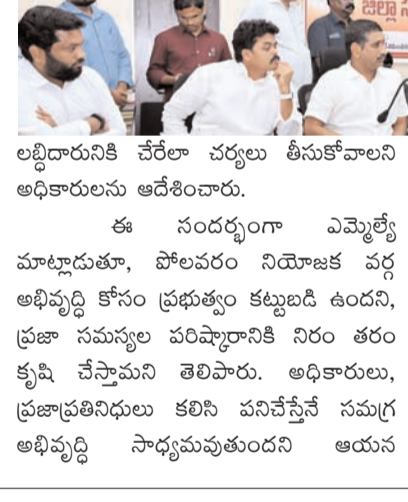 జిల్లా స
లబ్ధిదారునికి చేరేలా చర్యలు తీసుకోవాలని
అధికారులను ఆదేశించారు.
ఈ సందర్భంగా ఎమ్మెల్యే
మాట్లాడుతూ, పోలవరం నియోజక వర్గ
అభివృద్ధి కోసం ప్రభుత్వం కట్టుబడి ఉందని,
ప్రజా సమస్యల పరిష్కారానికి నిరం తరం
కృషి చేస్తామని తెలిపారు. అధికారులు,
ప్రజాప్రతినిధులు కలిసి పనిచేస్తేనే సమగ్ర
అభివృద్ధి సాధ్యమవుతుందని ఆయన